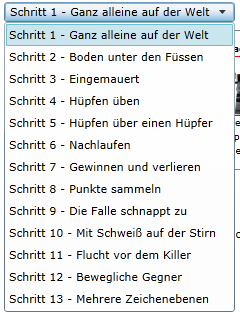 Schritt 1 - Ganz alleine auf der Welt
Schritt 1 - Ganz alleine auf der Welt
Schritt 2 - Boden unter den Füssen
Schritt 3 - Eingemauert
Schritt 4 - Hüpfen üben
Schritt 5 - Hüpfen über einen Hüpfer
Schritt 6 - Nachlaufen
Schritt 7 - Gewinnen und verlieren
Schritt 8 - Punkte sammeln
Schritt 9 - Die Falle schnappt zu
Schritt 10 - Mit Schweiß auf der Stirn
Schritt 11 - Flucht vor dem Killer
Schritt 12 - Bewegliche Gegner
Schritt 13 - Mehrere Zeichenebenen